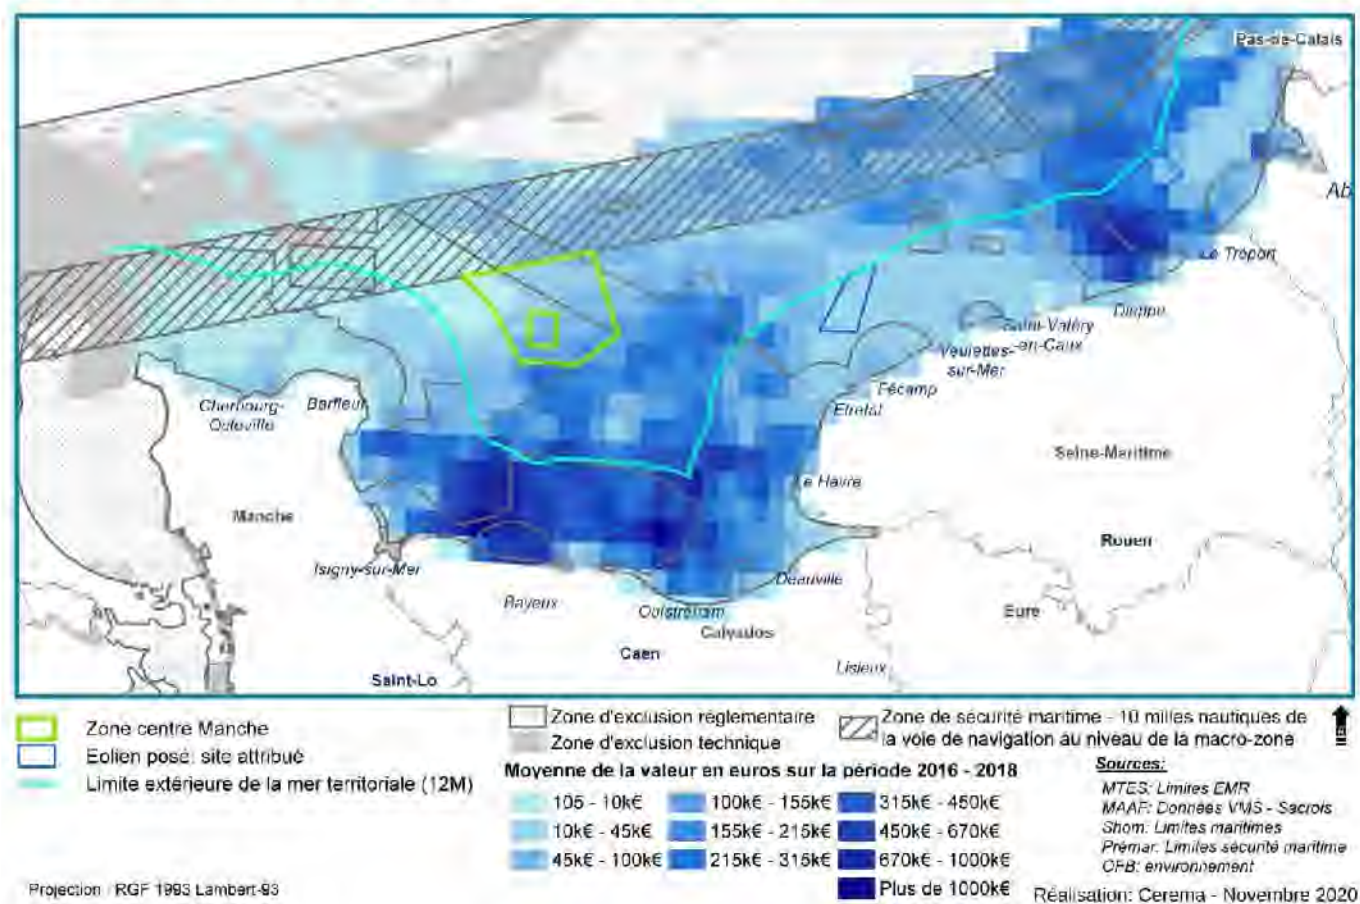 Pas-de-Calais
Ab
Le Tréport
Dieppe
Saint-Valéry
-en-Caux
Veulettes-
sur-Mer
Fécamp
Etretat
Cherbourg-
Octeville
Barfleur
Seine-Maritime
Le Havre
Manche
Rouen
Isigny-sur-Mer
Deauville
Bayeux
Ouistreham
Eure
Calvados
Caen
Lisieux
Saint-Lo
Zone centre Manche
Eolien posé: site attribué
Limite extérieure de la mer territoriale (12M)
Zone d'exclusion réglementaire
Zone d'exclusion technique
Zone de sécurité maritime - 10 milles nautiques de
la voie de navigation au niveau de la macro-zone
Moyenne de la valeur en euros sur la période 2016 - 2018
105 - 10k€
10k€ - 45k€
45k€ - 100k€
100k€ - 155k€
155k€ - 215k€
215k€ - 315k€
315k€ - 450k€
450k€ - 670k€
670k€ - 1000k€
Plus de 1000k€
Sources:
MTES: Limites EMR
MAAF: Données VMS - Sacrois
Shom: Limites maritimes
Prémar: Limites sécurité maritime
OFB: environnement
Projection : RGF 1993 Lambert-93
Réalisation: Cerema - Novembre 2020